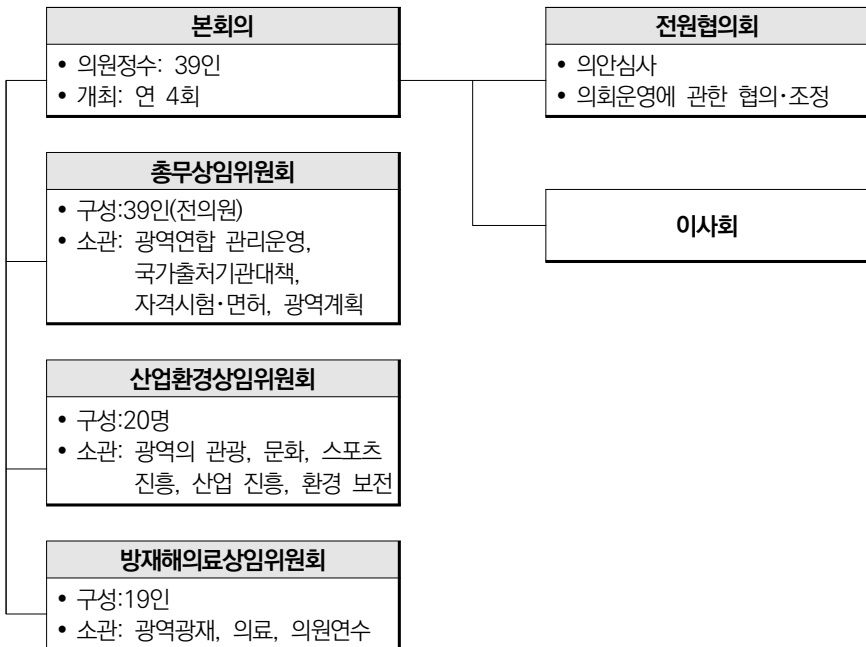 본회의
• 의원정수: 39인
• 개최: 연 4회
전원협의회
• 의안심사
• 의회운영에 관한 협의·조정
총무상임위원회
• 구성:39인(전의원)
• 소관: 광역연합 관리운영,
국가출처기관대책,
자격시험·면허, 광역계획
이사회
산업환경상임위원회
• 구성:20명
• 소관: 광역의 관광, 문화, 스포츠
진흥, 산업 진흥, 환경 보전
방재해의료상임위원회
• 구성:19인
• 소관: 광역광재, 의료, 의원연수